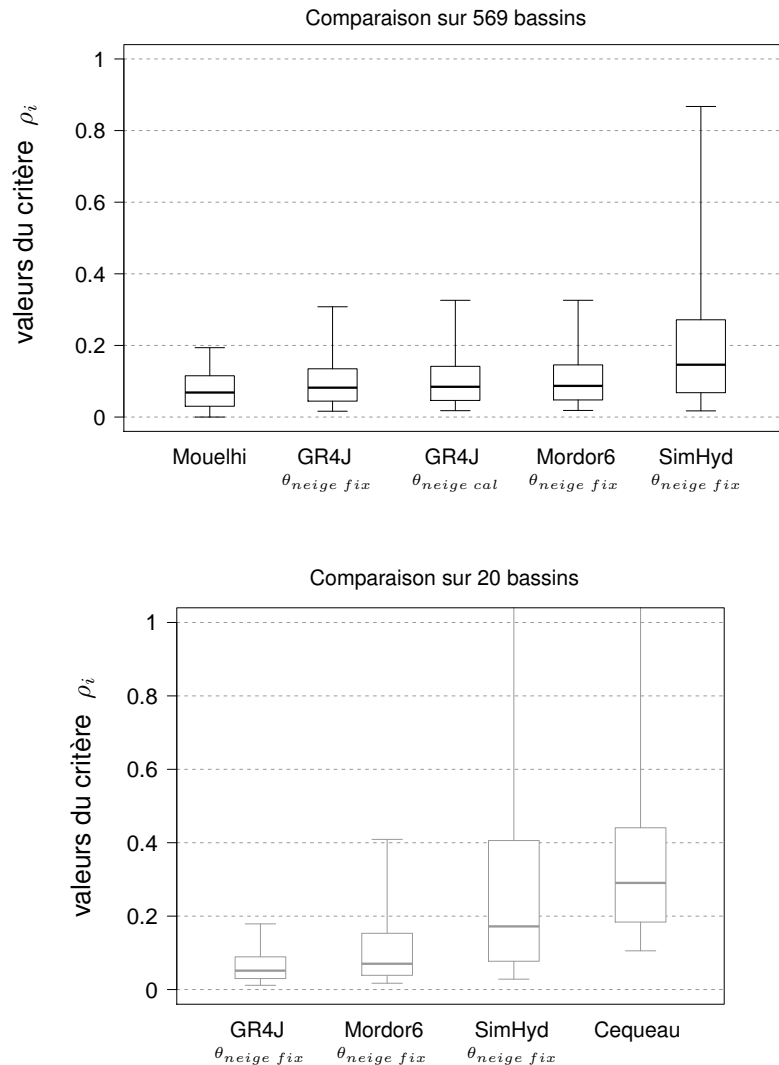 Comparaison sur 569 bassins
valeurs du critère ρi
1
0.8
0.6
0.4
0.2
0
Mouelhi GR4J GR4J Mordor6 SimHyd
θneige fix θneige cal θneige fix θneige fix
Comparaison sur 20 bassins
valeurs du critère ρi
1
0.8
0.6
0.4
0.2
0
GR4J Mordor6 SimHyd Cequeau
θneige fix θneige fix θneige fix